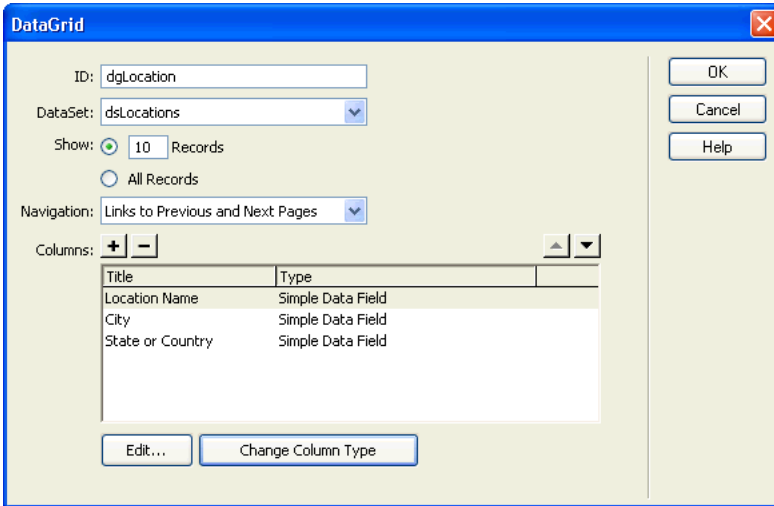 DataGrid
ID: dgLocation
OK
DataSet: dsLocations
Cancel
Show: 10 Records
Help
All Records
Navigation: Links to Previous and Next Pages
Columns:
Title Type
Location Name Simple Data Field
City Simple Data Field
State or Country Simple Data Field
Edit... Change Column Type